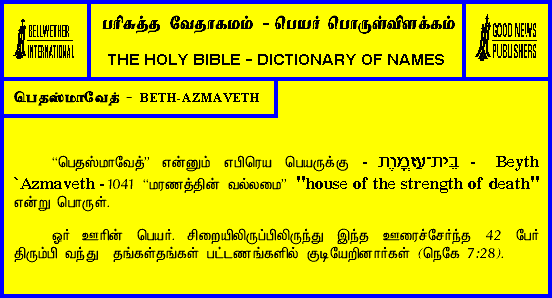 BELLWETHER
INTERNATIONAL
பரிசுத்த வேதாகமம் - பெயர் பொருள்விளக்கம்
THE HOLY BIBLE – DICTIONARY OF NAMES
GOOD NEWS
PUBLISHERS
பெதஸ்மாவேத் - BETH-AZMAVETH
“பெதஸ்மாவேத்” என்னும் எபிரெய பெயருக்கு - בֵּית־עַזְמָוֶת - Beyth
`Azmaveth - 1041 “மரணத்தின் வல்லமை” "house of the strength of death"
என்று பொருள்.
ஓர் ஊரின் பெயர். சிறையிலிருப்பிலிருந்து இந்த ஊரைச்சேர்ந்த 42 பேர்
திரும்பி வந்து தங்கள்தங்கள் பட்டணங்களில் குடியேறினார்கள் (நெகே 7:28).